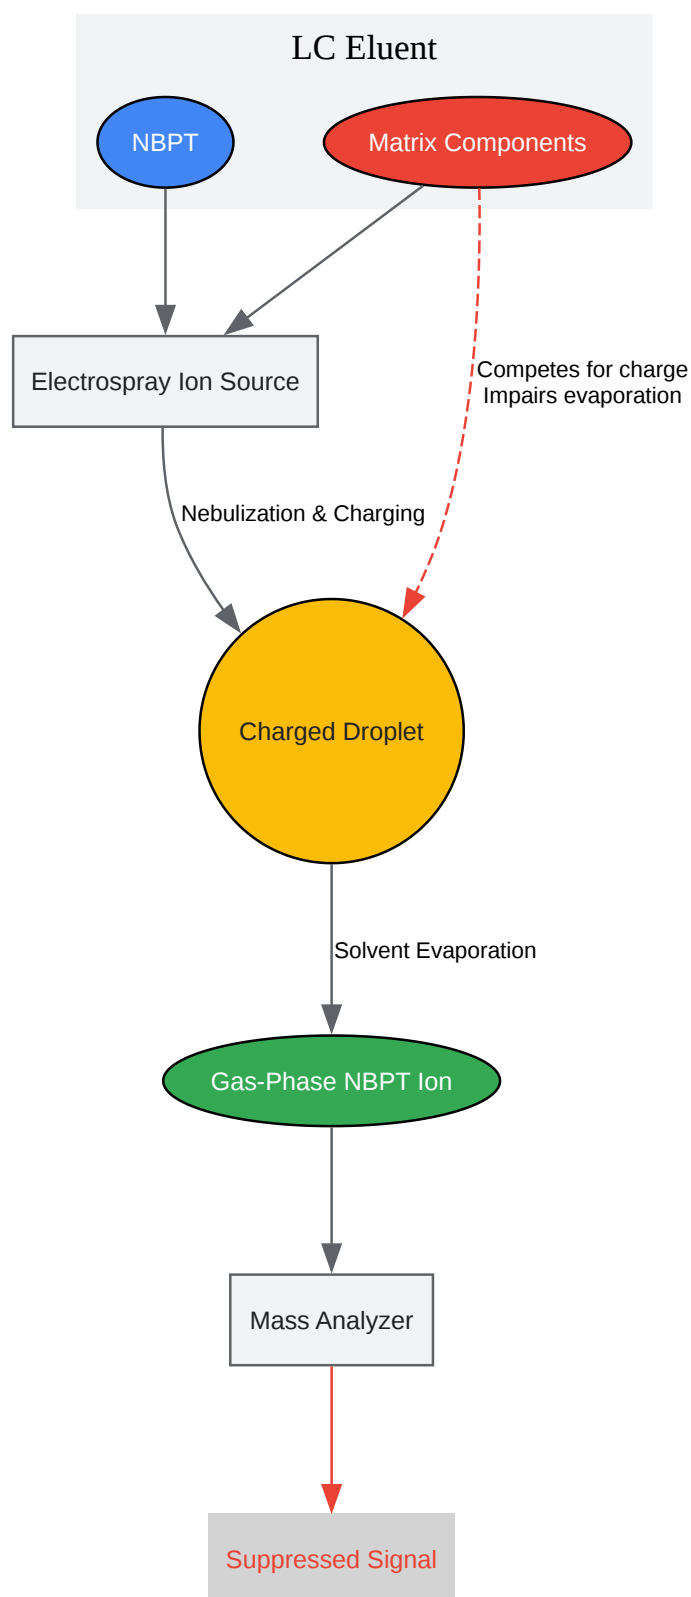 LC Eluent
NBPT
Matrix Components
Electrospray Ion Source
Competes for charge
Impairs evaporation
Nebulization & Charging
Charged Droplet
Solvent Evaporation
Gas-Phase NBPT Ion
Mass Analyzer
Suppressed Signal